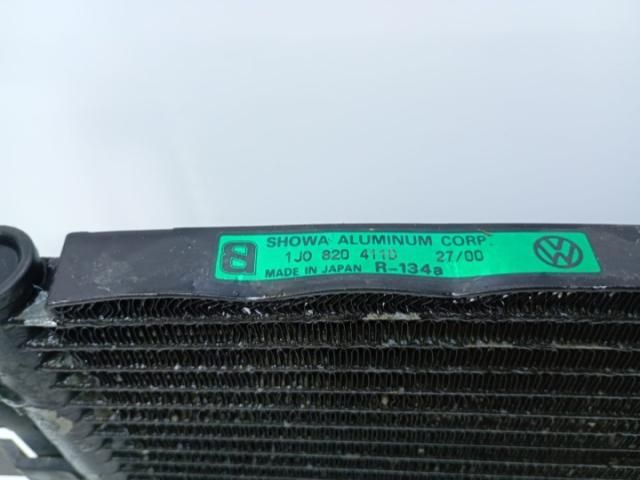 SHOWA ALUMINUM CORP.
1J0 820 411D 27/00
MADE IN JAPAN R-134a